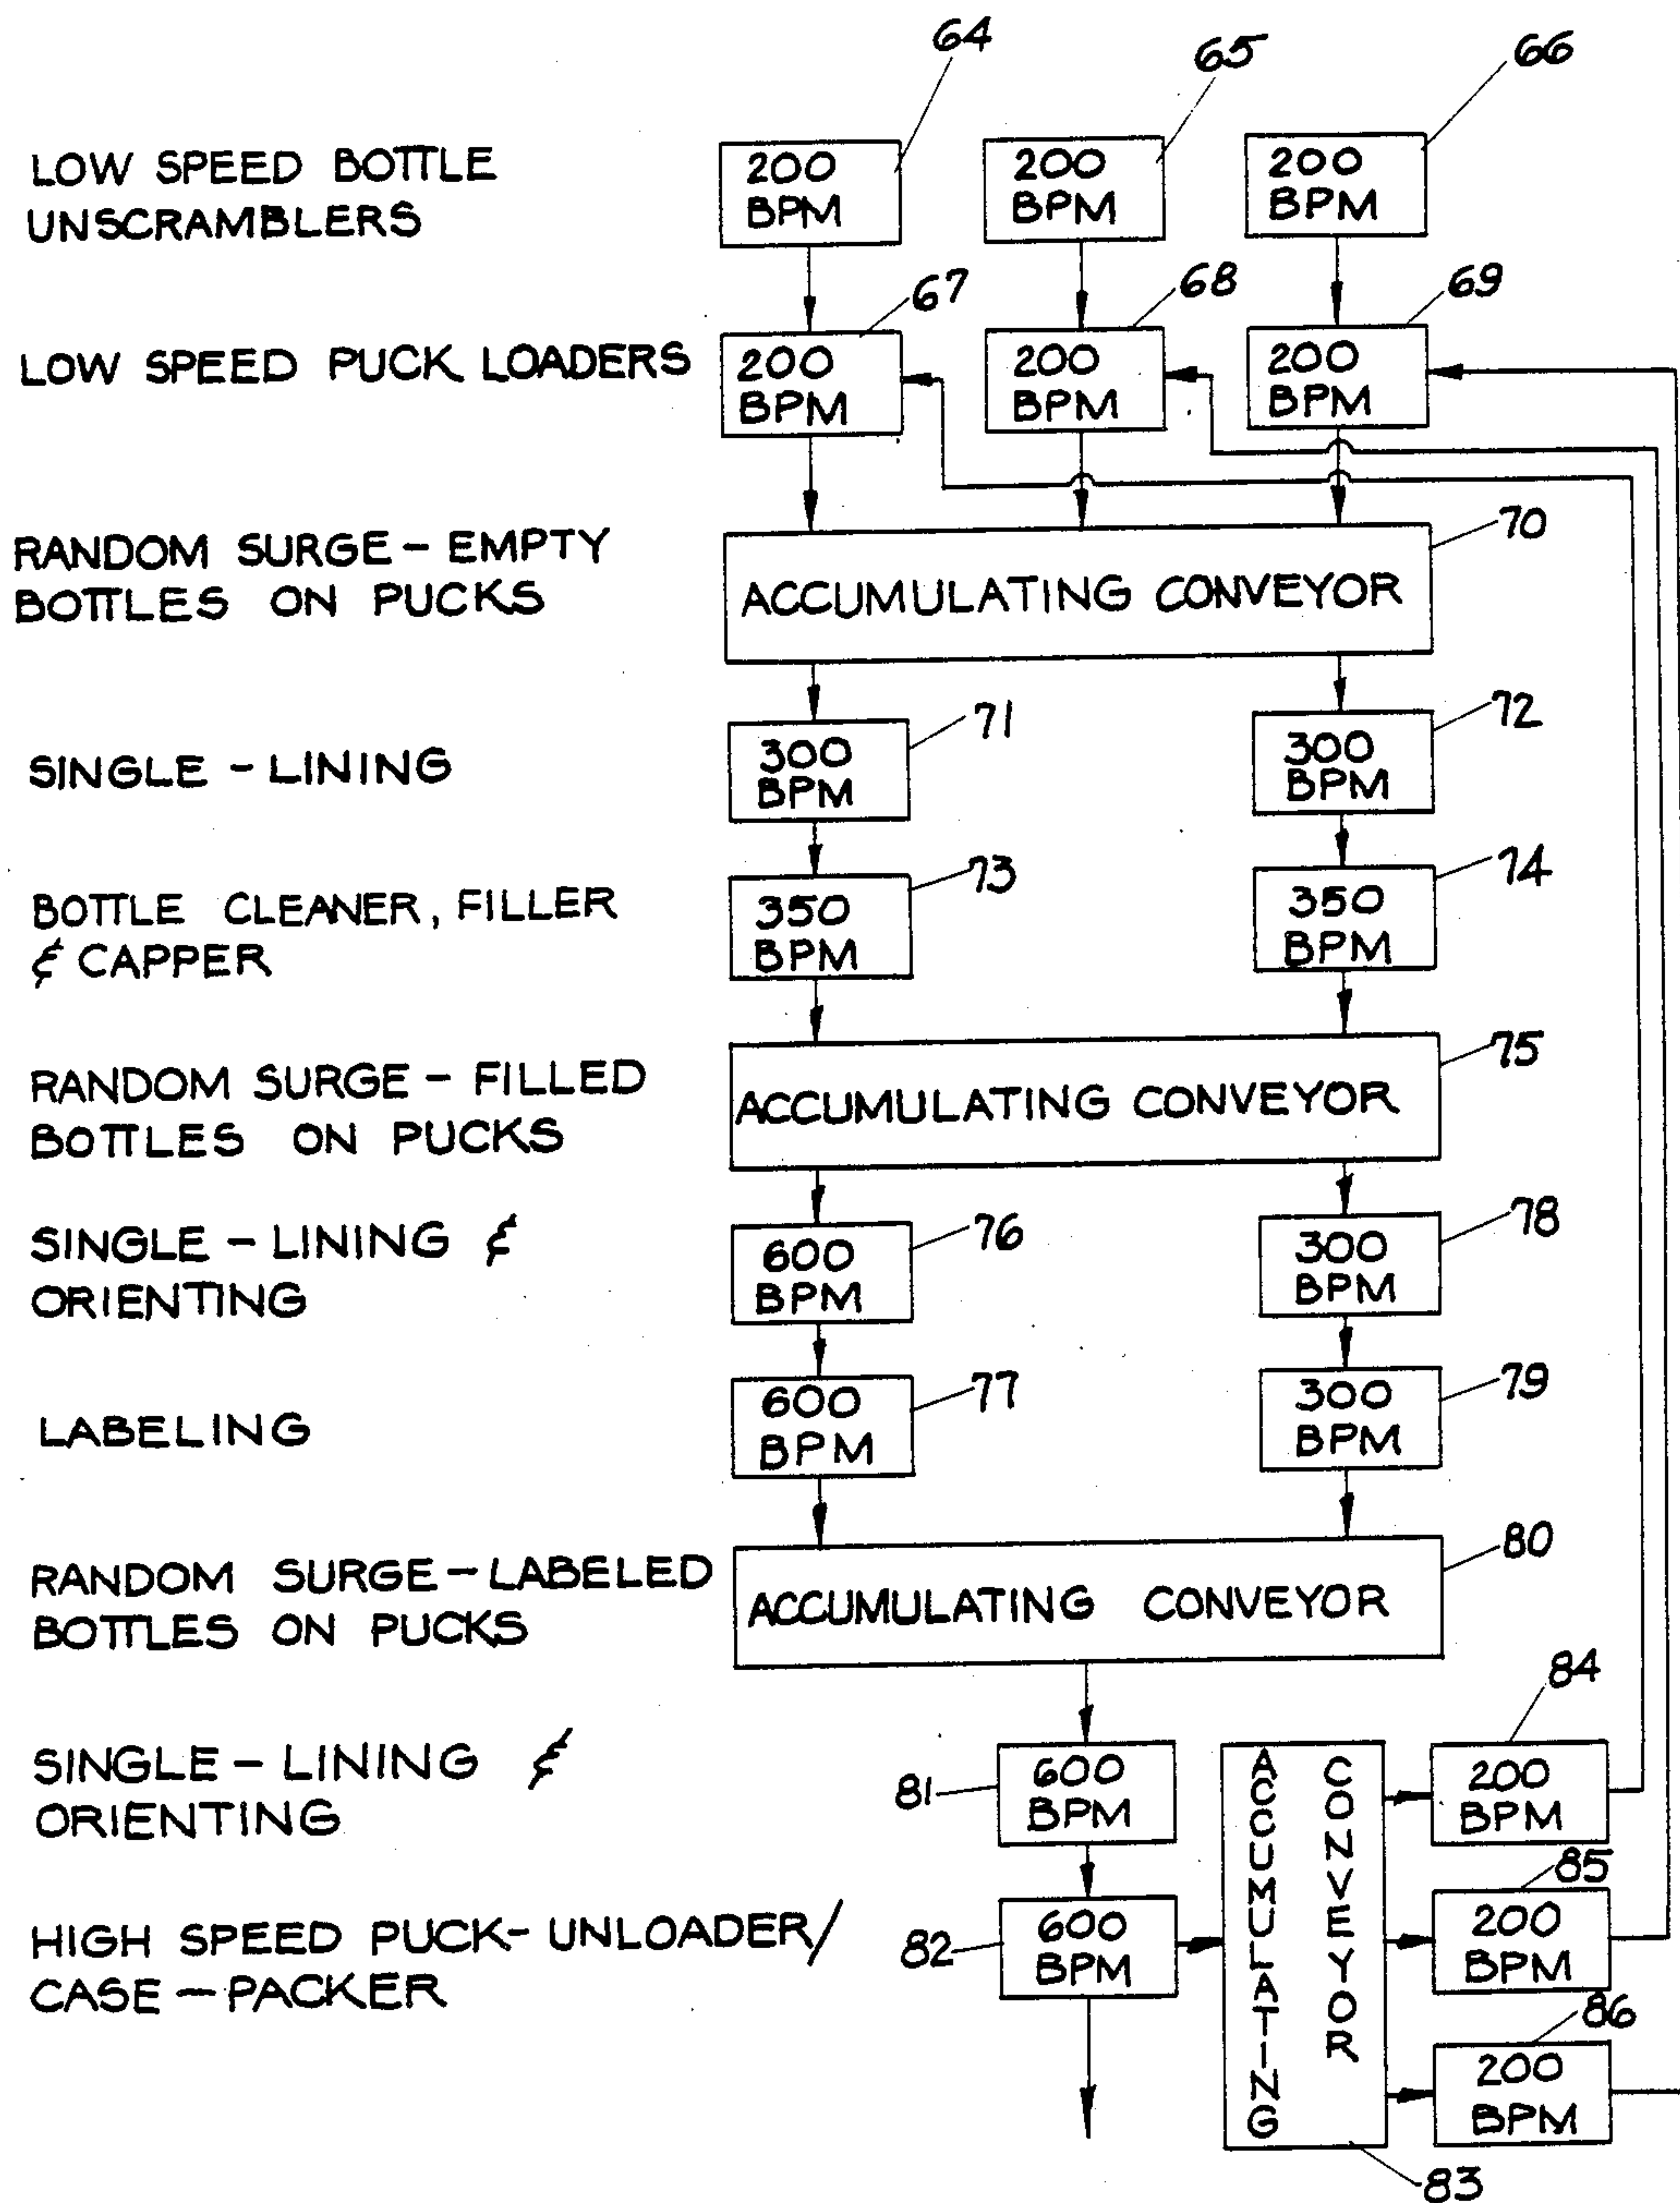 64
65
66
LOW SPEED BOTTLE
UNSCRAMBLERS
200
BPM
200
BPM
200
BPM
67
68
69
LOW SPEED PUCK LOADERS
200
BPM
200
BPM
200
BPM
RANDOM SURGE - EMPTY
BOTTLES ON PUCKS
ACCUMULATING CONVEYOR
70
SINGLE - LINING
300
BPM
71
300
BPM
72
BOTTLE CLEANER, FILLER
& CAPPER
350
BPM
73
350
BPM
74
RANDOM SURGE - FILLED
BOTTLES ON PUCKS
ACCUMULATING CONVEYOR
75
SINGLE - LINING &
ORIENTING
600
BPM
76
300
BPM
78
LABELING
600
BPM
77
300
BPM
79
RANDOM SURGE - LABELED
BOTTLES ON PUCKS
ACCUMULATING CONVEYOR
80
SINGLE - LINING &
ORIENTING
81
600
BPM
ACCUMULATING
CONVEYOR
84
200
BPM
HIGH SPEED PUCK - UNLOADER/
CASE - PACKER
82
600
BPM
85
200
BPM
86
200
BPM
83